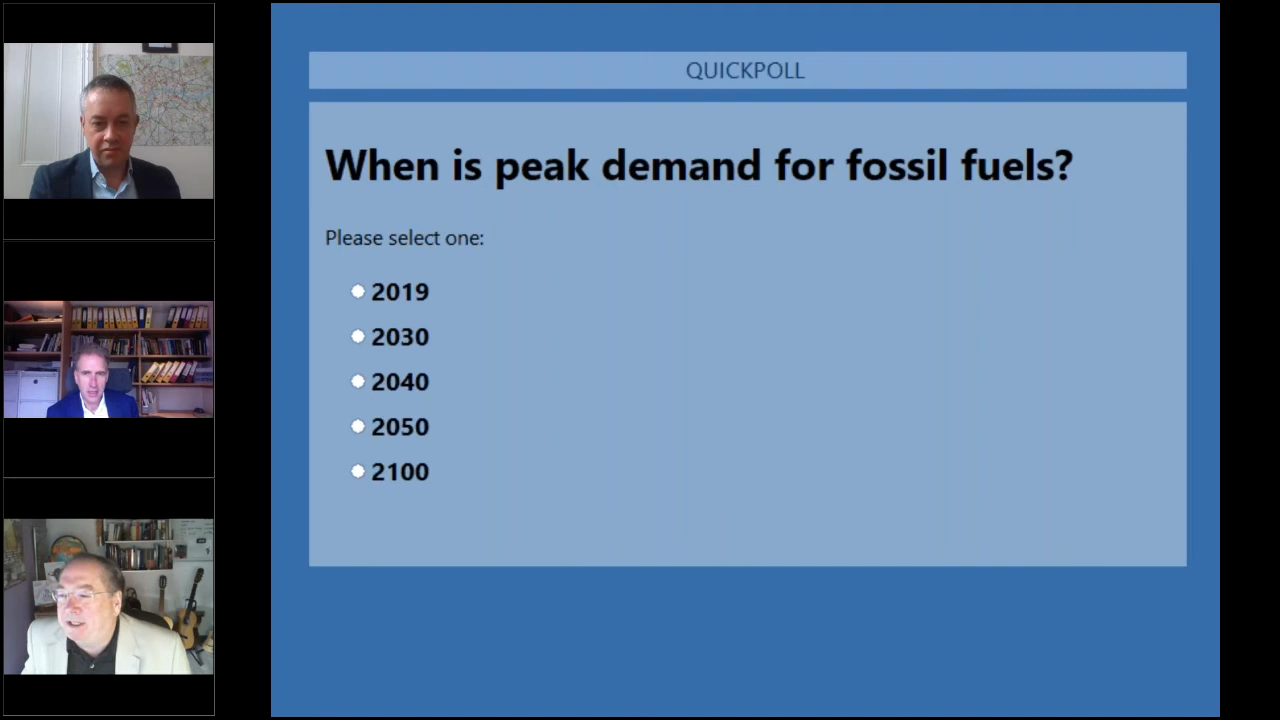 QUICKPOLL
When is peak demand for fossil fuels?
Please select one:
2019
2030
2040
2050
2100